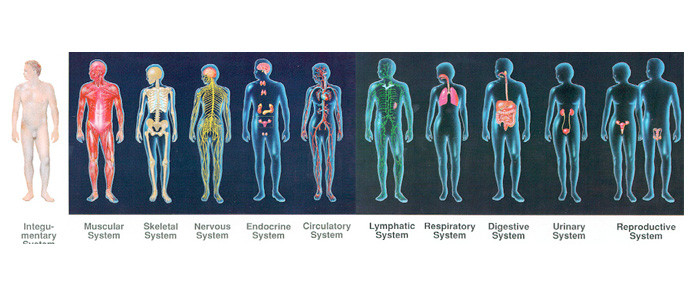 Integu-
mentary
System
Muscular
System
Skeletal
System
Nervous
System
Endocrine
System
Circulatory
System
Lymphatic
System
Respiratory
System
Digestive
System
Urinary
System
Reproductive
System